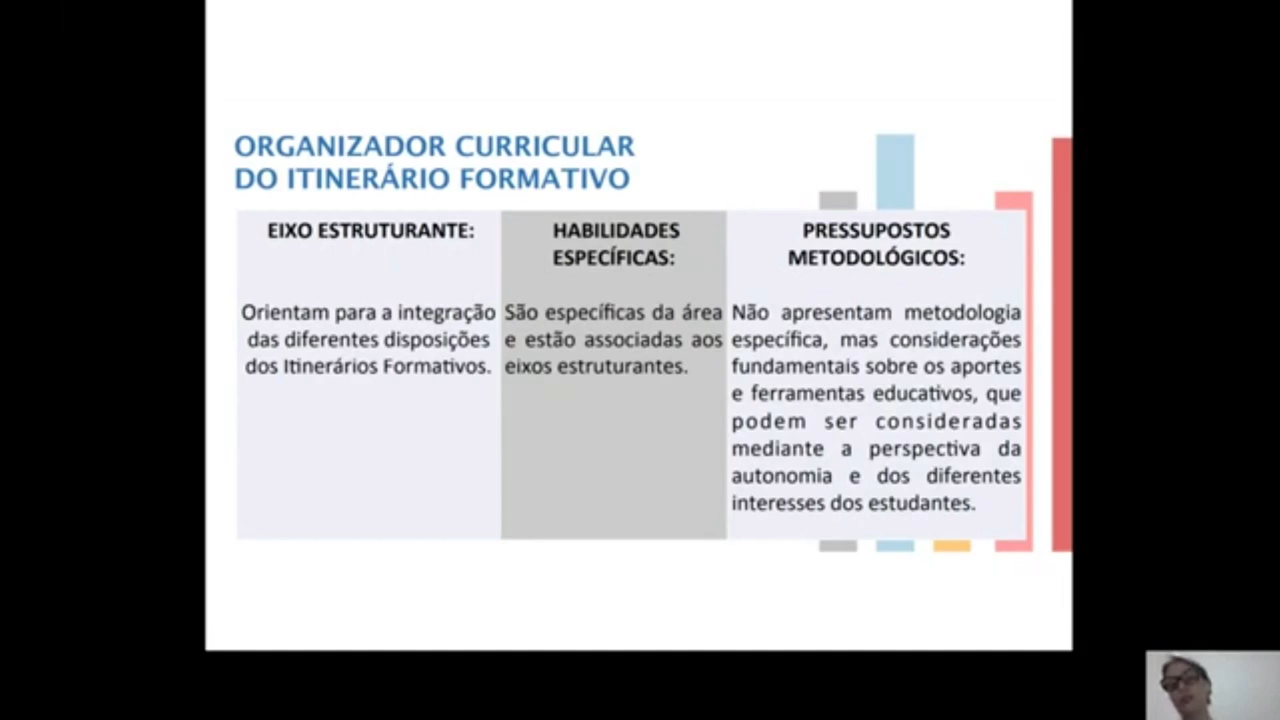 ORGANIZADOR CURRICULAR
DO ITINERÁRIO FORMATIVO
EIXO ESTRUTURANTE:
Orientam para a integração
das diferentes disposições
dos Itinerários Formativos.
HABILIDADES
ESPECÍFICAS:
São específicas da área
e estão associadas aos
eixos estruturantes.
PRESSUPOSTOS
METODOLÓGICOS:
Não apresentam metodologia
específica, mas considerações
fundamentais sobre os aportes
e ferramentas educativos, que
podem ser consideradas
mediante a perspectiva da
autonomia e dos diferentes
interesses dos estudantes.